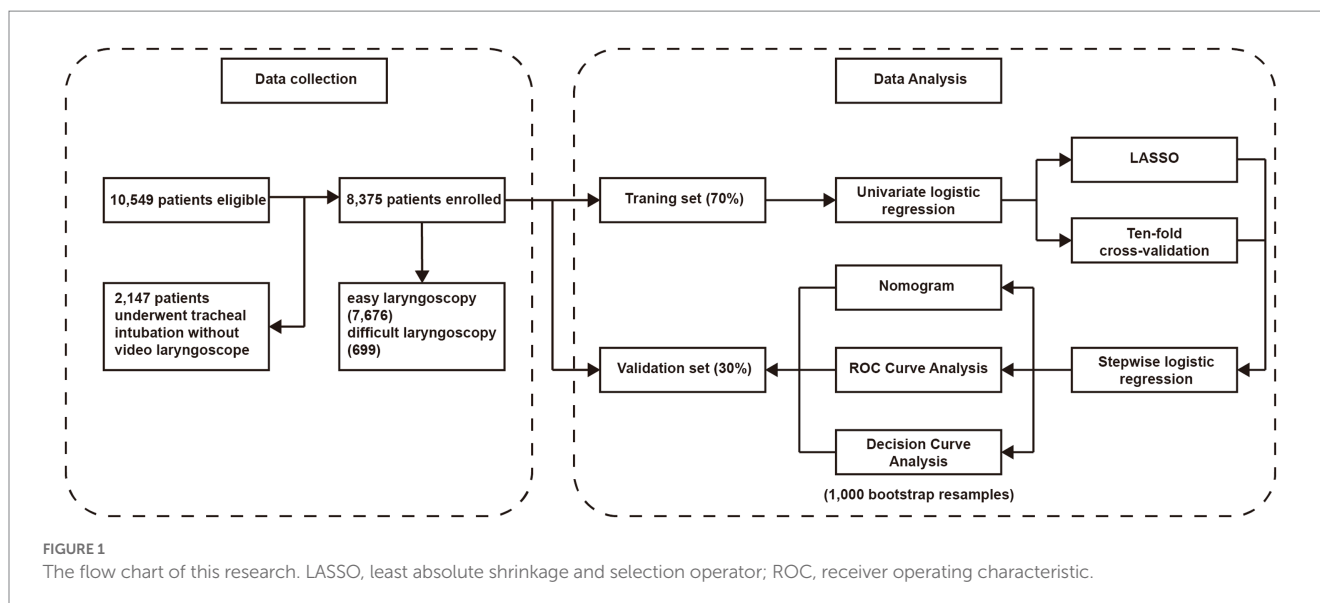 Data collection
Data Analysis
10,549 patients eligible
8,375 patients enrolled
2,147 patients
underwent tracheal
intubation without
video laryngoscope
easy laryngoscopy
(7,676)
difficult laryngoscopy
(699)
Traning set (70%)
Univariate logistic
regression
LASSO
Ten-fold
cross-validation
Nomogram
Validation set (30%)
ROC Curve Analysis
Stepwise logistic
regression
Decision Curve
Analysis
(1,000 bootstrap resamples)
FIGURE 1
The flow chart of this research. LASSO, least absolute shrinkage and selection operator; ROC, receiver operating characteristic.